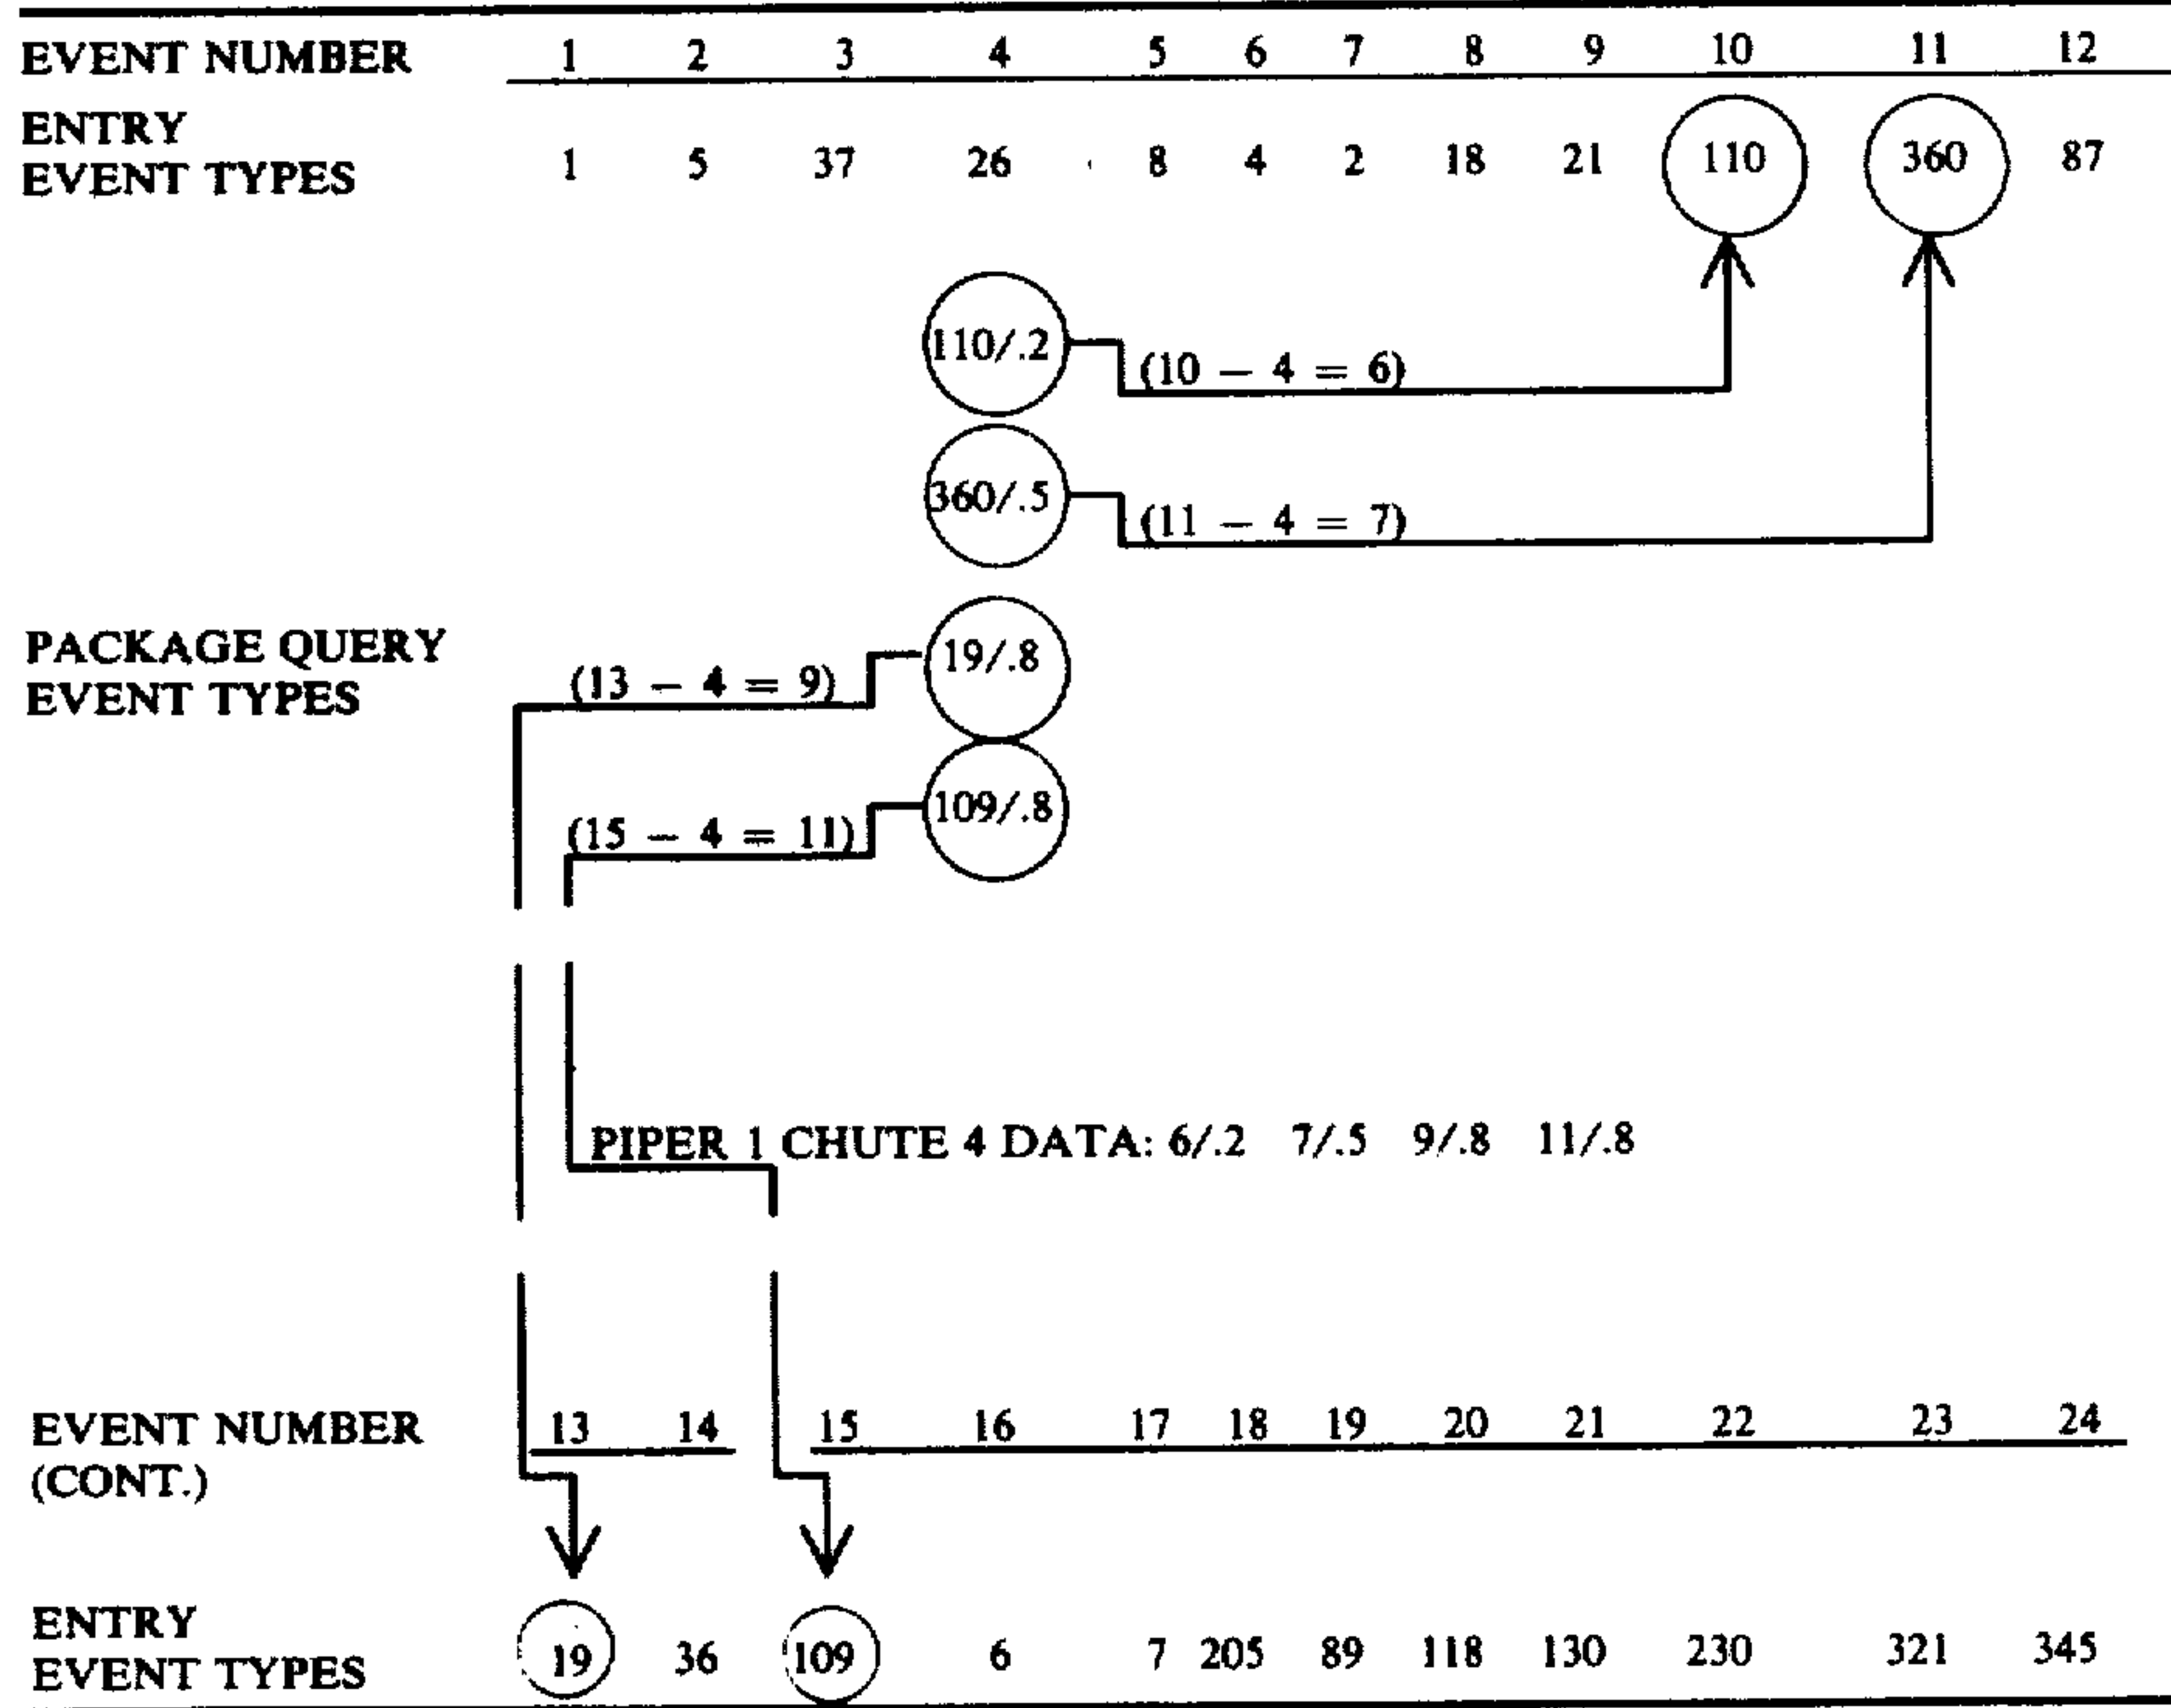 EVENT NUMBER 1 2 3 4 5 6 7 8 9 10 11 12
ENTRY
EVENT TYPES 1 5 37 26 8 4 2 18 21 110 360 87
110/.2
(10 – 4 = 6)
360/.5
(11 – 4 = 7)
PACKAGE QUERY
EVENT TYPES
19/.8
(13 – 4 = 9)
109/.8
(15 – 4 = 11)
PIPER 1 CHUTE 4 DATA: 6/.2 7/.5 9/.8 11/.8
EVENT NUMBER 13 14 15 16 17 18 19 20 21 22 23 24
(CONT.)
ENTRY
EVENT TYPES 19 36 109 6 7 205 89 118 130 230 321 345